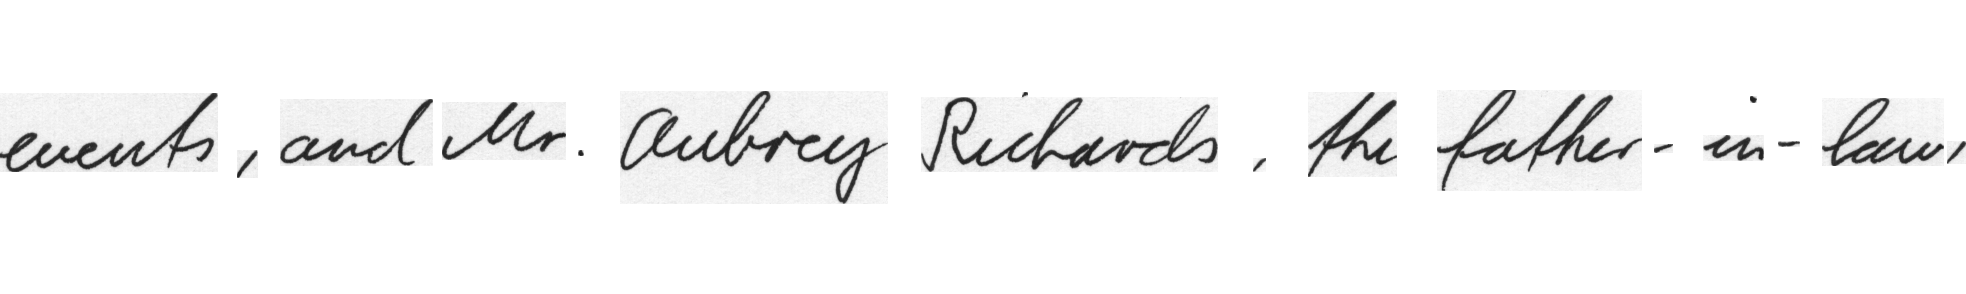 events, and Mr. Aubrey Richards, the father-in-law,